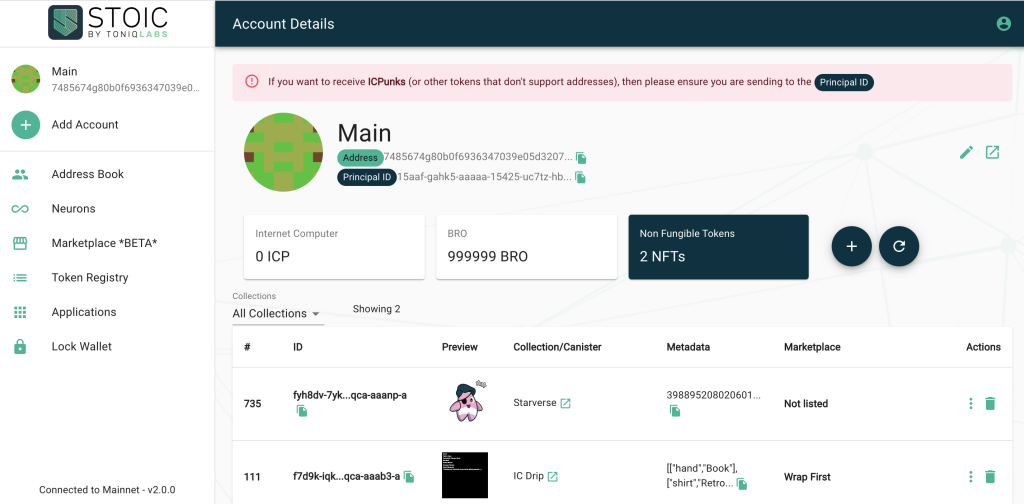 STOIC
BY TONIQLABS
Main
7485674g80b0f6936347039e0...
Add Account
Address Book
Neurons
Marketplace *BETA*
Token Registry
Applications
Lock Wallet
Connected to Mainnet - v2.0.0
Account Details
If you want to receive ICPunks (or other tokens that don't support addresses), then please ensure you are sending to the Principal ID
Main
Address 7485674g80b0f6936347039e05d3207...
Principal ID 15aaf-gahk5-aaaaa-15425-uc7tz-hb...
Internet Computer
0 ICP
BRO
999999 BRO
Non Fungible Tokens
2 NFTs
Collections
All Collections
Showing 2
# ID Preview Collection/Canister Metadata Marketplace Actions
735 fyh8dv-7yk...qca-aaanp-a Starverse 398895208020601... Not listed
111 f7d9k-iqk...qca-aaab3-a IC Drip [["hand","Book"], ["shirt","Retro... Wrap First